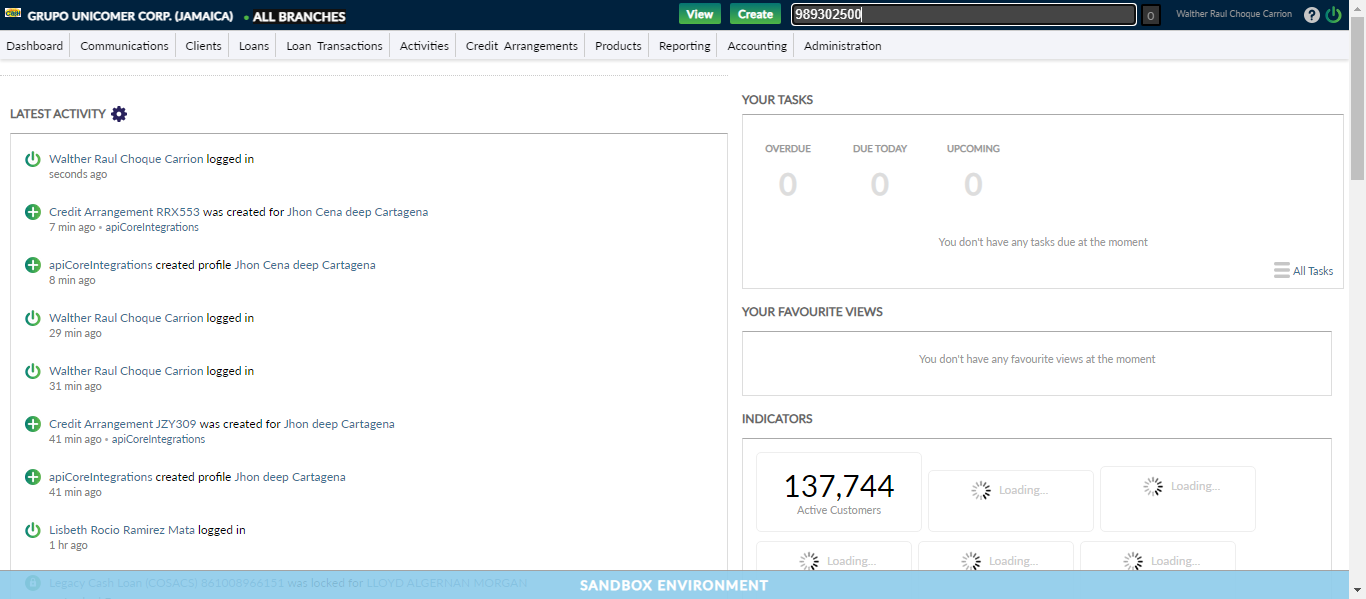 GRUPO UNICOMER CORP. (JAMAICA) • ALL BRANCHES
View Create 989302500 0 Walther Raul Choque Carrion ?
Dashboard Communications Clients Loans Loan Transactions Activities Credit Arrangements Products Reporting Accounting Administration
LATEST ACTIVITY
Walther Raul Choque Carrion logged in
seconds ago
Credit Arrangement RRX553 was created for Jhon Cena deep Cartagena
7 min ago • apiCoreIntegrations
apiCoreIntegrations created profile Jhon Cena deep Cartagena
8 min ago
Walther Raul Choque Carrion logged in
29 min ago
Walther Raul Choque Carrion logged in
31 min ago
Credit Arrangement JZY309 was created for Jhon deep Cartagena
41 min ago • apiCoreIntegrations
apiCoreIntegrations created profile Jhon deep Cartagena
41 min ago
Lisbeth Rocio Ramirez Mata logged in
1 hr ago
Legacy Cash Loan (COSACS) 861008966151 was locked for LLOYD ALGERNAN MORGAN
YOUR TASKS
OVERDUE DUE TODAY UPCOMING
0 0 0
You don't have any tasks due at the moment
All Tasks
YOUR FAVOURITE VIEWS
You don't have any favourite views at the moment
INDICATORS
137,744
Active Customers
Loading...
Loading...
Loading...
Loading...
Loading...
SANDBOX ENVIRONMENT